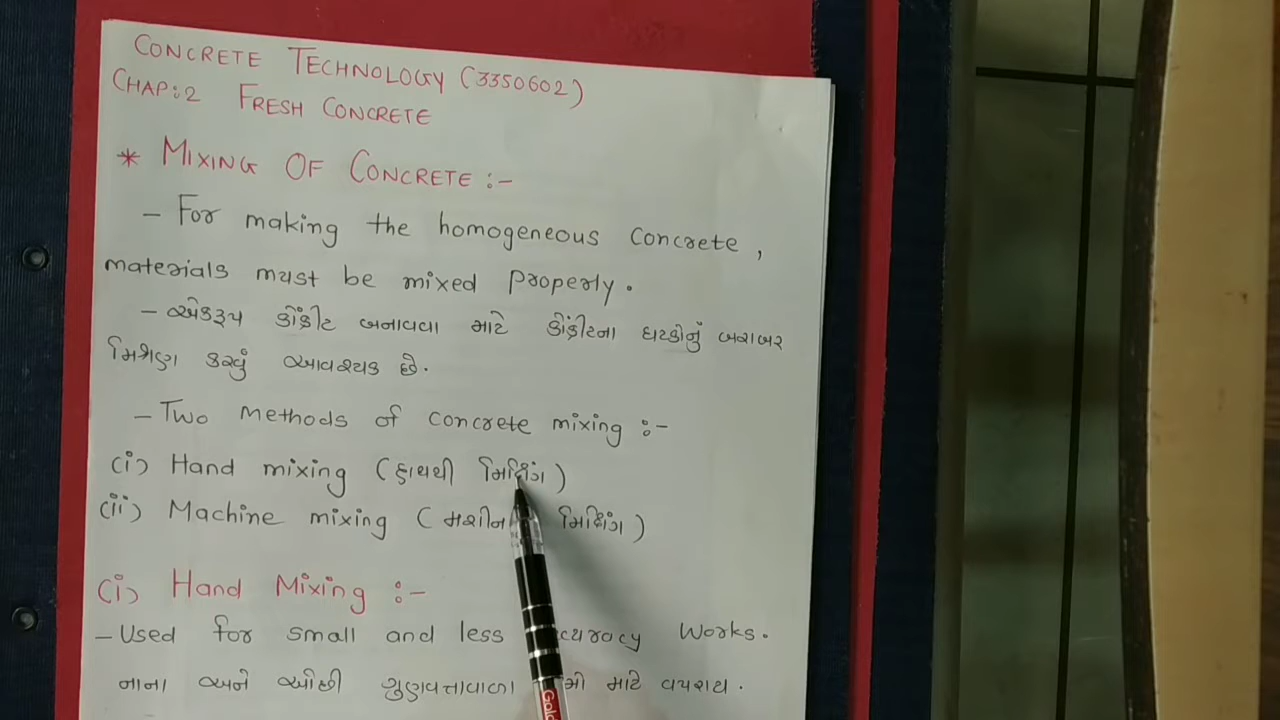 CONCRETE TECHNOLOGY (3350602)
CHAP:2 FRESH CONCRETE
* MIXING OF CONCRETE :-
- For making the homogeneous concrete,
materials must be mixed properly.
- એકરૂપ કોંક્રીટ બનાવવા માટે કોંક્રીટના ઘટકોનું બરાબર
મિશ્રણ કરવું આવશ્યક છે.
- Two Methods of concrete mixing :-
(i) Hand mixing (હાથથી મિક્ષિંગ)
(ii) Machine mixing (મશીન મિક્ષિંગ)
(i) Hand Mixing :-
- Used for small and less works.
નાના અને ઓછી ગુણવત્તાવાળા માટે વપરાય.